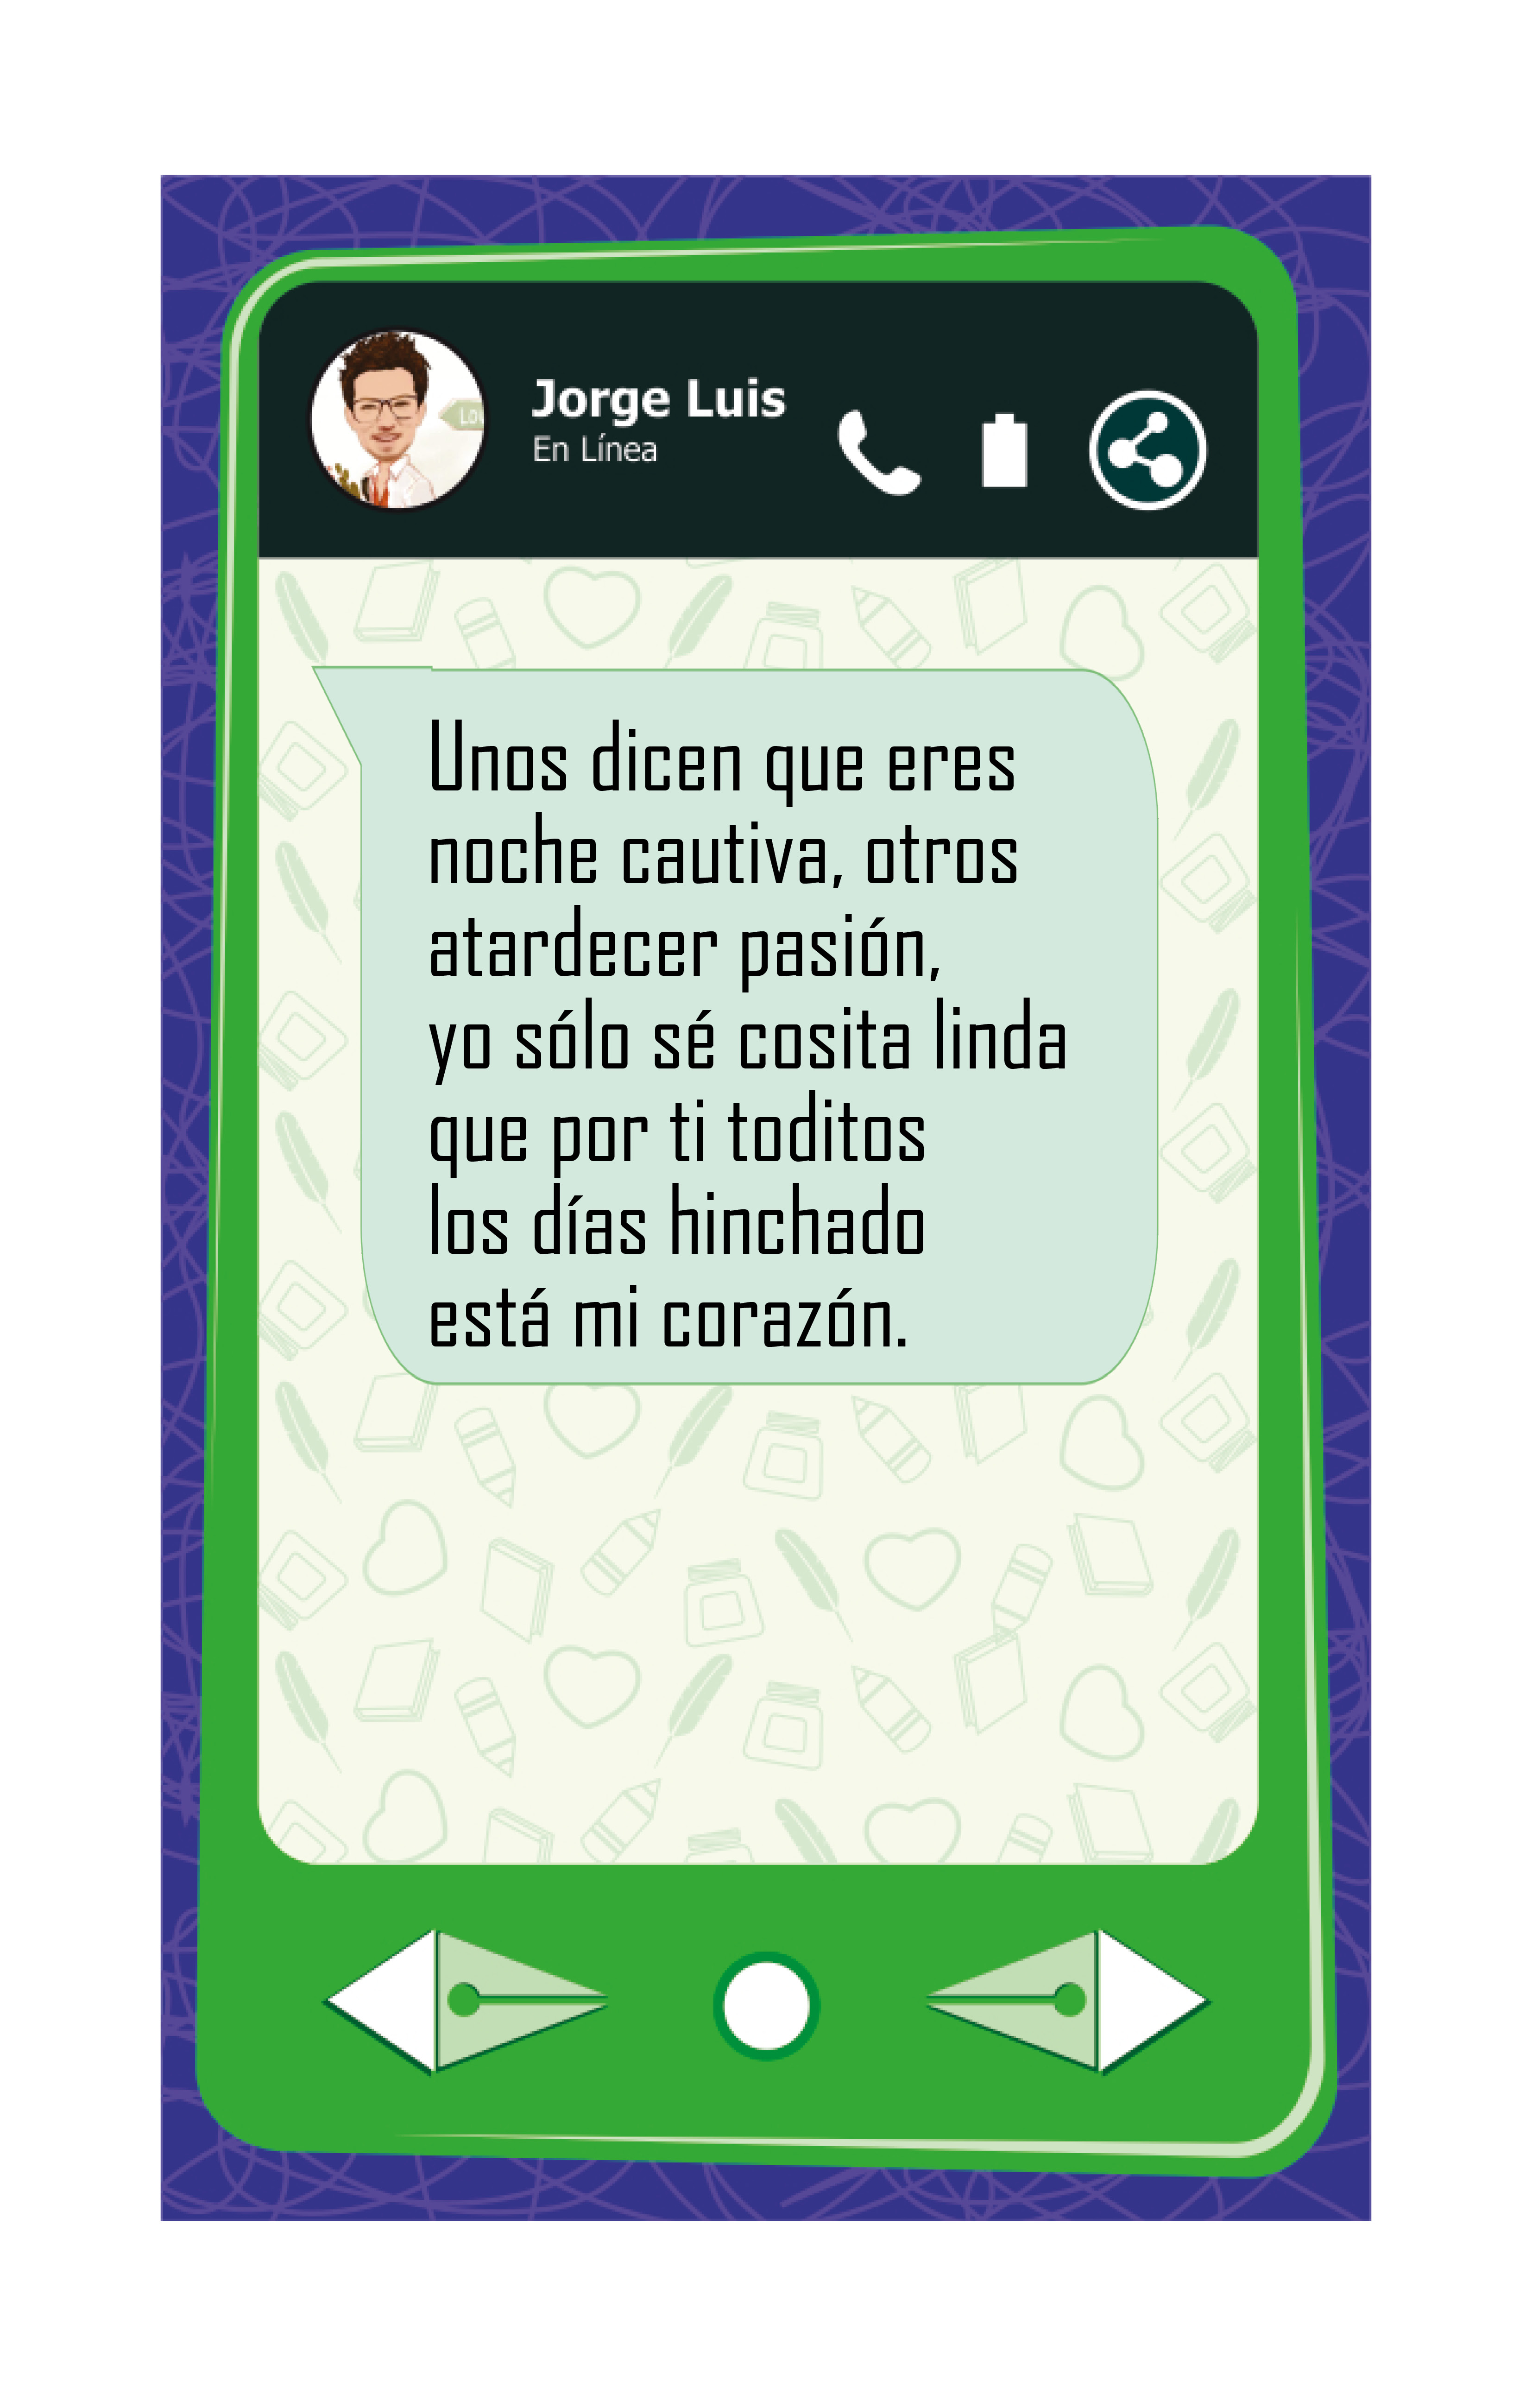 Jorge Luis
En Línea
Unos dicen que eres
noche cautiva, otros
atardecer pasión,
yo sólo sé cosita linda
que por ti toditos
los días hinchado
está mi corazón.